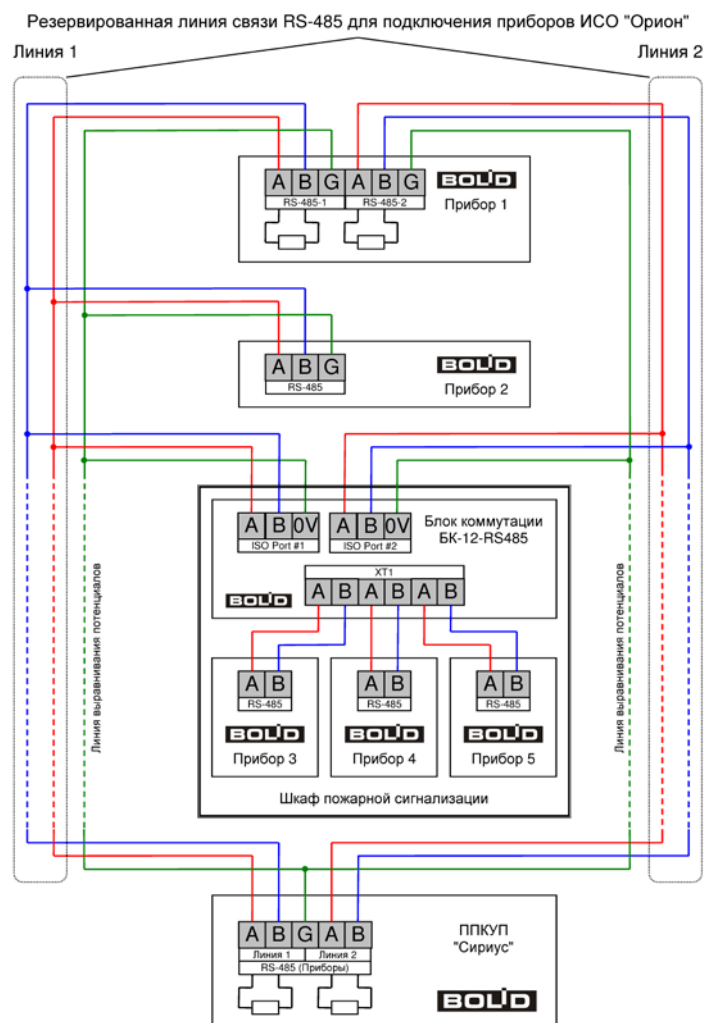 Резервированная линия связи RS-485 для подключения приборов ИСО "Орион"
Линия 1
Линия 2
A B G A B G
RS-485-1 RS-485-2
BOLID
Прибор 1
A B G
RS-485
BOLID
Прибор 2
A B 0V A B 0V
ISO Port #1 ISO Port #2
Блок коммутации
БК-12-RS485
XT1
A B A B A B
BOLID
Линия выравнивания потенциалов
Линия выравнивания потенциалов
A B
RS-485
BOLID
Прибор 3
A B
RS-485
BOLID
Прибор 4
A B
RS-485
BOLID
Прибор 5
Шкаф пожарной сигнализации
A B G A B
Линия 1 Линия 2
RS-485 (Приборы)
ППКУП
"Сириус"
BOLID